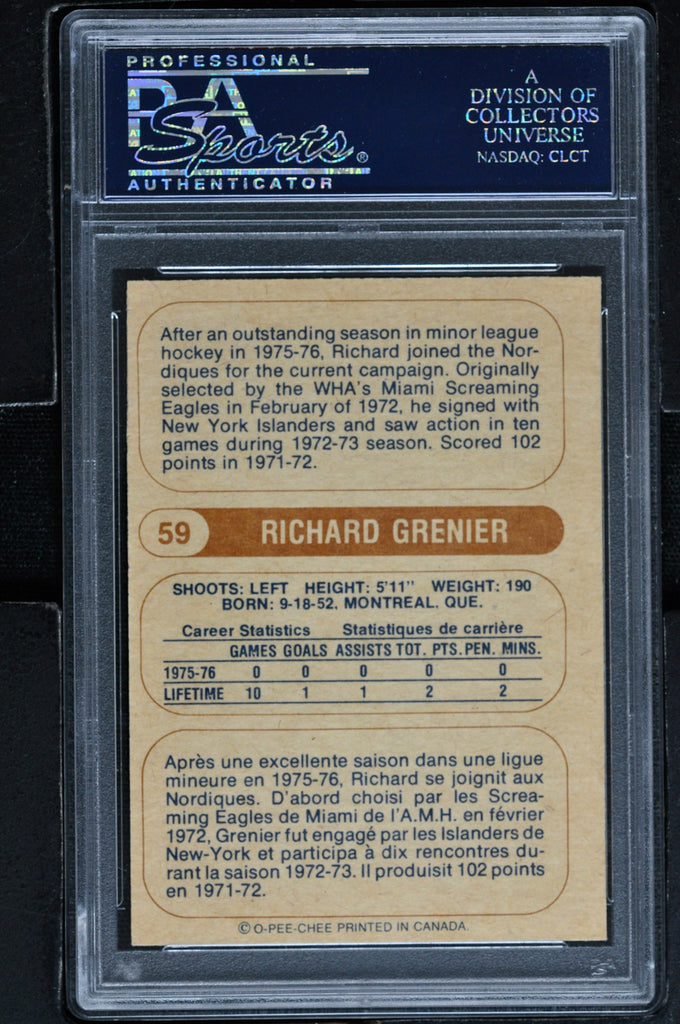 PROFESSIONAL
PSA
Sports®
AUTHENTICATOR
A
DIVISION OF
COLLECTORS
UNIVERSE
NASDAQ: CLCT
After an outstanding season in minor league
hockey in 1975-76, Richard joined the Nor-
diques for the current campaign. Originally
selected by the WHA's Miami Screaming
Eagles in February of 1972, he signed with
New York Islanders and saw action in ten
games during 1972-73 season. Scored 102
points in 1971-72.
59 RICHARD GRENIER
SHOOTS: LEFT HEIGHT: 5'11" WEIGHT: 190
BORN: 9-18-52, MONTREAL, QUE.
Career Statistics Statistiques de carrière
GAMES GOALS ASSISTS TOT. PTS. PEN. MINS.
1975-76 0 0 0 0 0
LIFETIME 10 1 1 2 2
Après une excellente saison dans une ligue
mineure en 1975-76, Richard se joignit aux
Nordiques. D'abord choisi par les Screa-
ming Eagles de Miami de l'A.M.H. en février
1972, Grenier fut engagé par les Islanders de
New-York et participa à dix rencontres du-
rant la saison 1972-73. Il produisit 102 points
en 1971-72.
© O-PEE-CHEE PRINTED IN CANADA.